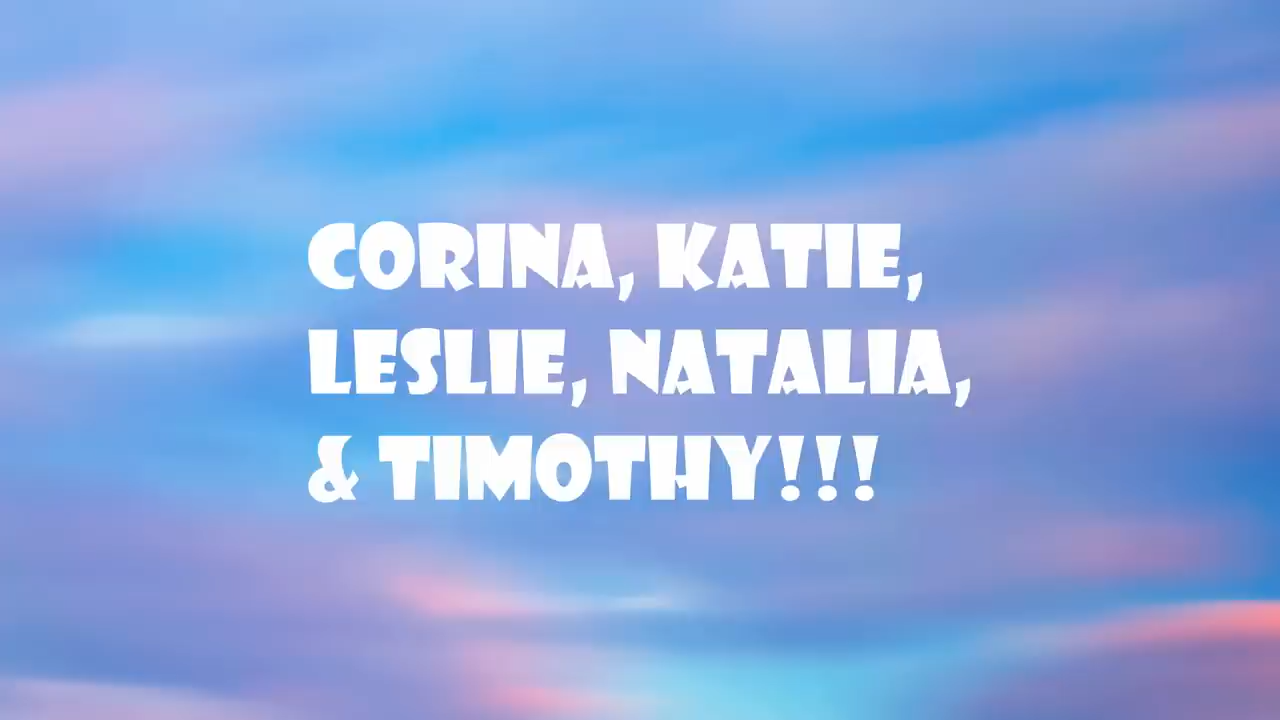 CORINA, KATIE,
LESLIE, NATALIA,
& TIMOTHY!!!